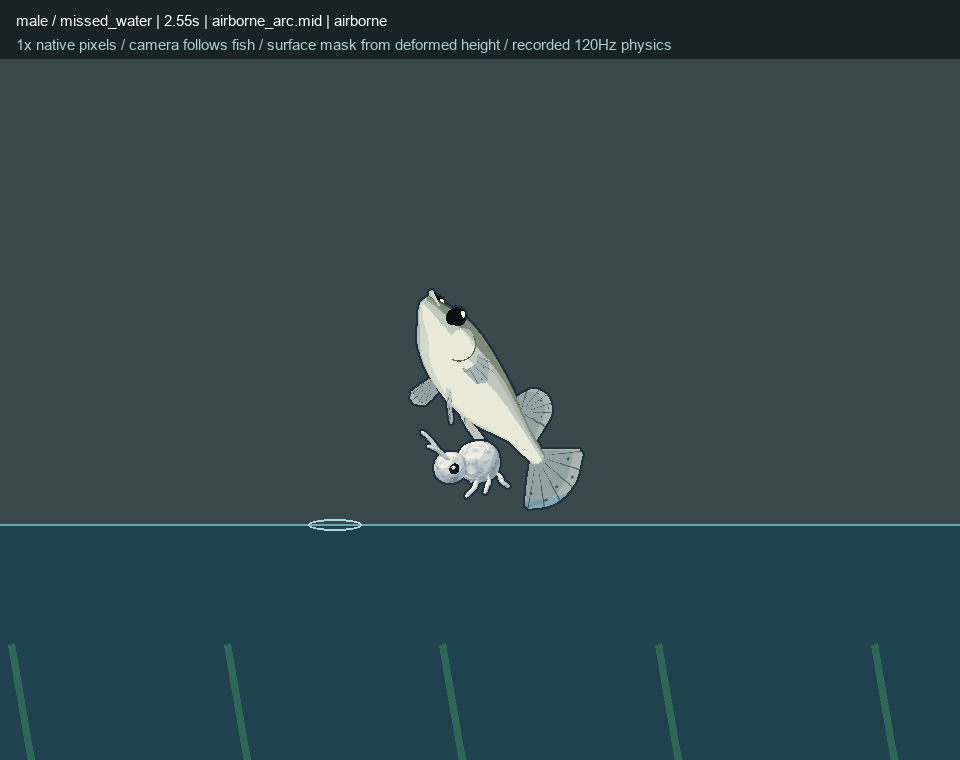 male / missed_water | 2.55s | airborne_arc.mid | airborne
1x native pixels / camera follows fish / surface mask from deformed height / recorded 120Hz physics